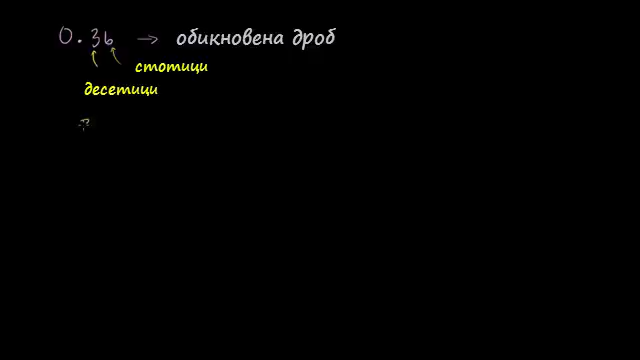 0.36 → обикновена дроб
стотици
десетици